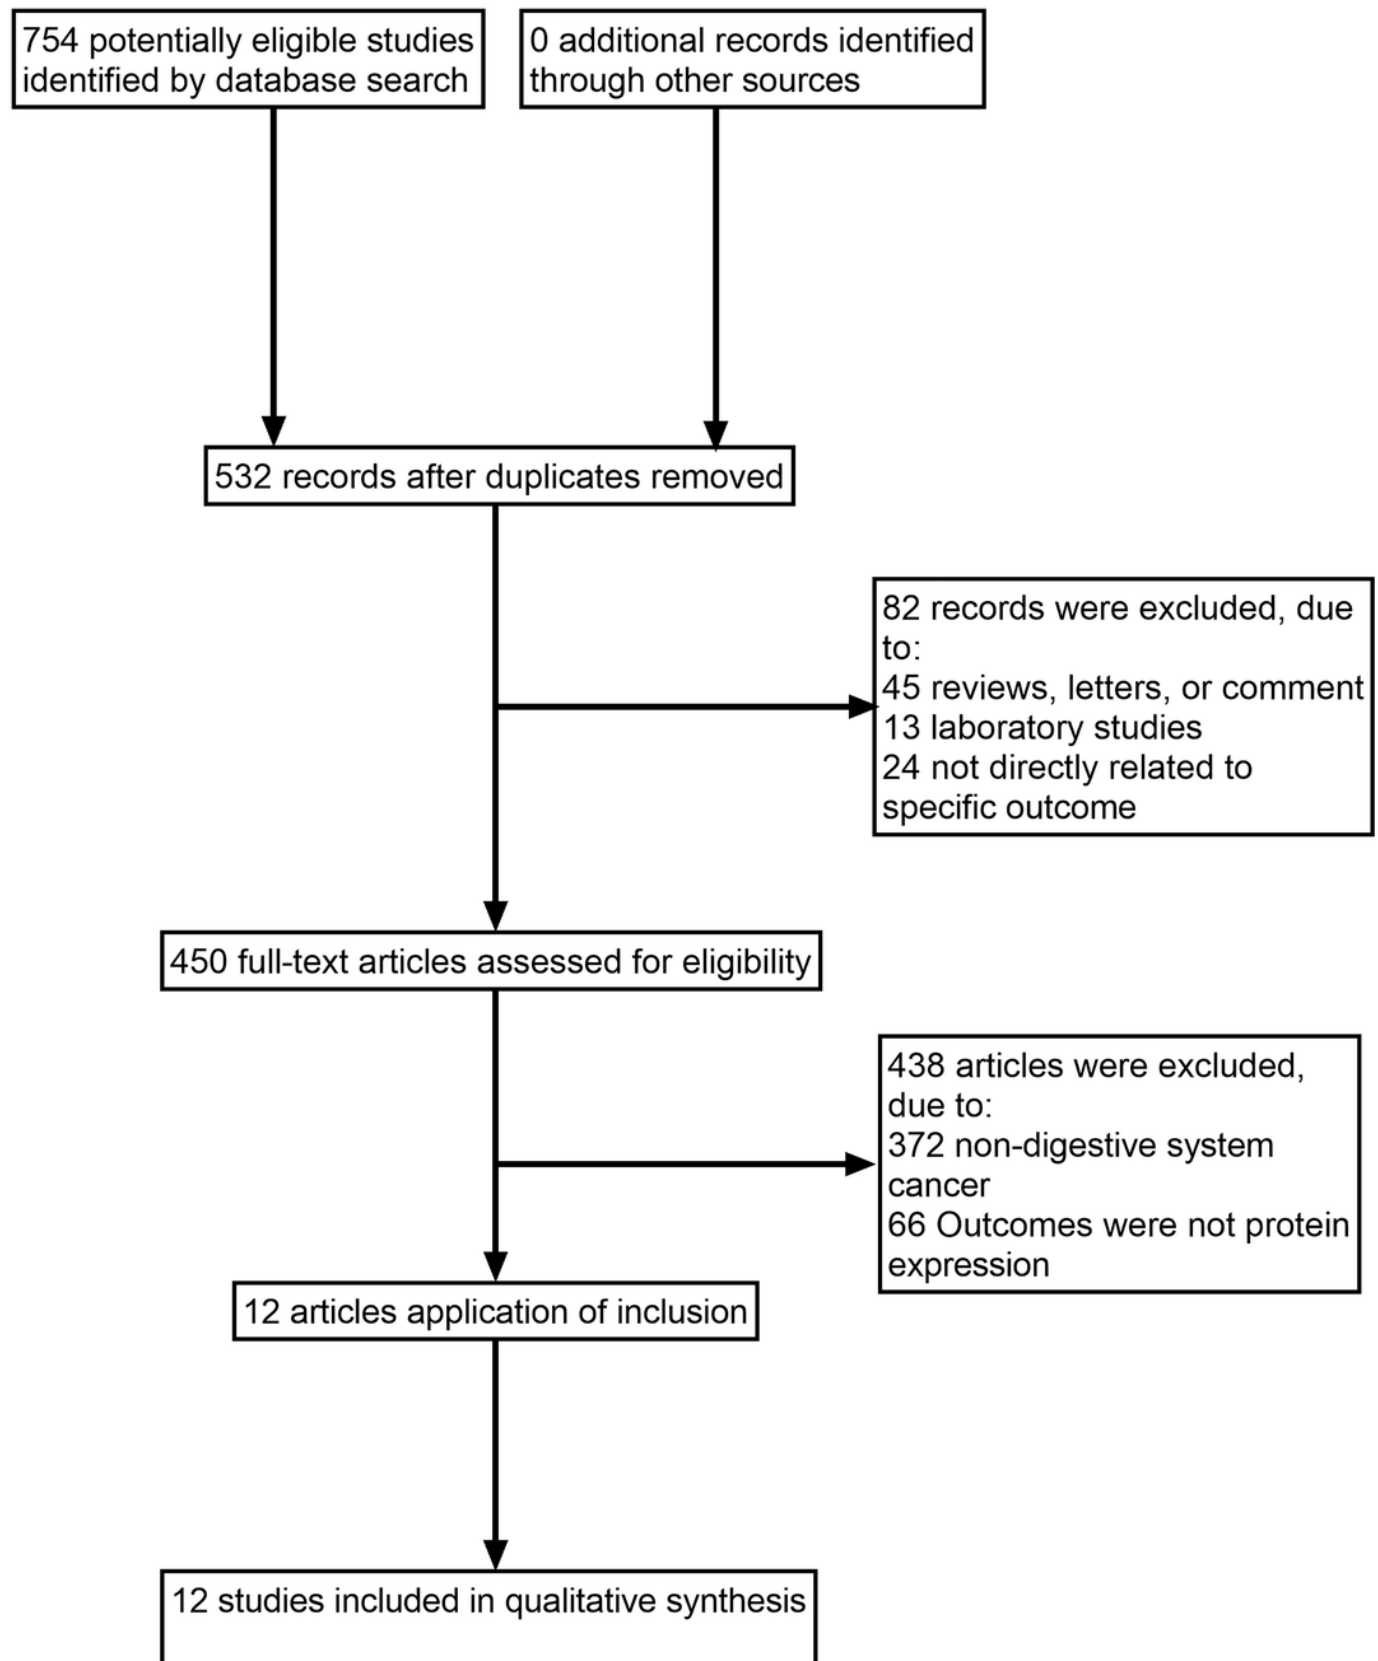 754 potentially eligible studies
identified by database search
0 additional records identified
through other sources
532 records after duplicates removed
82 records were excluded, due
to:
45 reviews, letters, or comment
13 laboratory studies
24 not directly related to
specific outcome
450 full-text articles assessed for eligibility
438 articles were excluded,
due to:
372 non-digestive system
cancer
66 Outcomes were not protein
expression
12 articles application of inclusion
12 studies included in qualitative synthesis